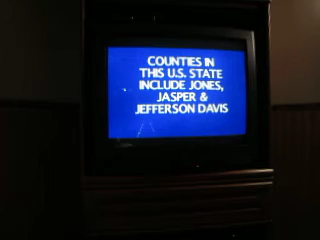 COUNTIES IN
THIS U.S. STATE
INCLUDE JONES,
JASPER &
JEFFERSON DAVIS